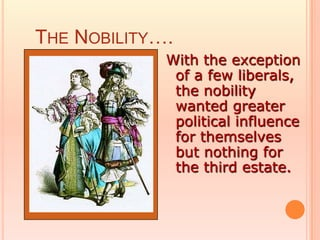 THE NOBILITY….
With the exception
of a few liberals,
the nobility
wanted greater
political influence
for themselves
but nothing for
the third estate.